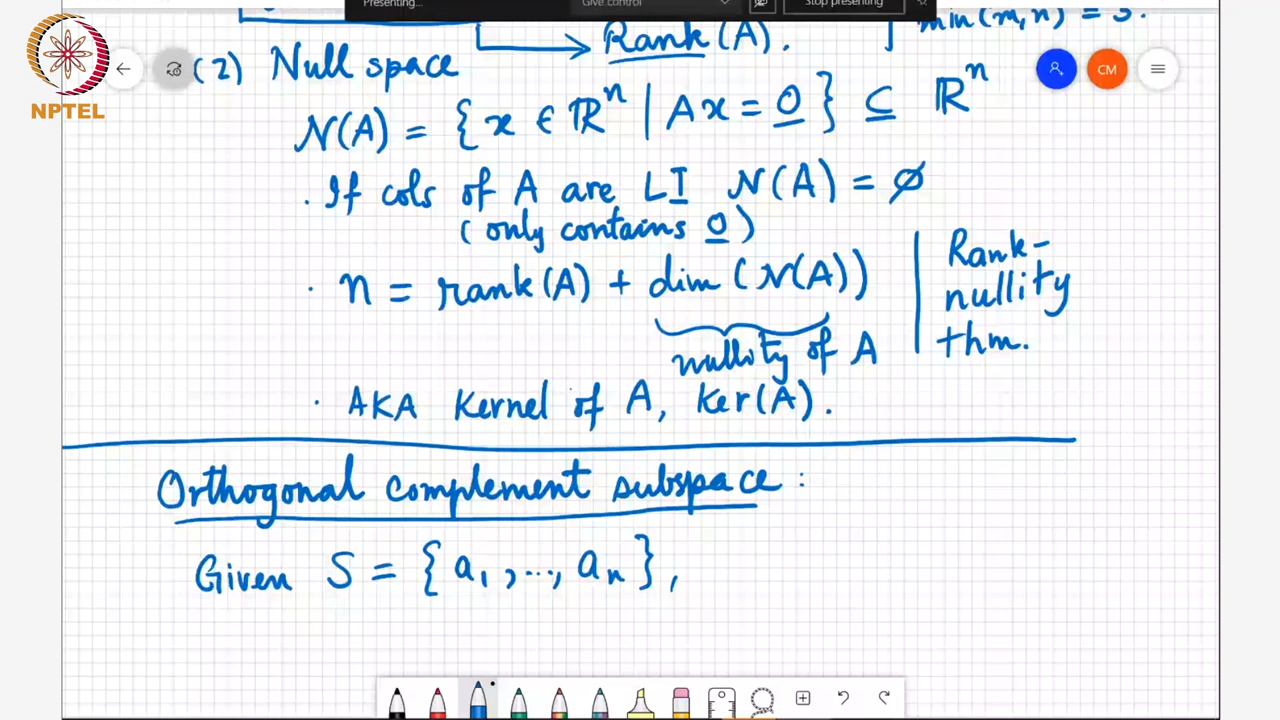 Presenting...
Give control
Stop presenting
min(m,n) = 3.
Rank(A).
(2) Null space
CM
NPTEL
N(A) = { x ∈ ℝⁿ | Ax = 0 } ⊆ ℝⁿ
· If cols of A are LI N(A) = ∅
(only contains 0)
· n = rank(A) + dim(N(A))
Rank-
nullity
thm.
nullity of A
· AKA Kernel of A, Ker(A).
Orthogonal complement subspace :
Given S = { a₁, ..., aₙ },